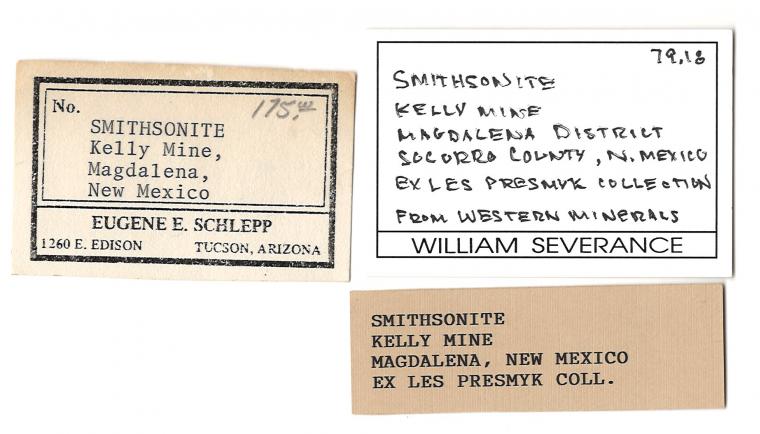 No. 175.00
SMITHSONITE
Kelly Mine,
Magdalena,
New Mexico
EUGENE E. SCHLEPP
1260 E. EDISON TUCSON, ARIZONA
79.18
SMITHSONITE
KELLY MINE
MAGDALENA DISTRICT
SOCORRO COUNTY, N. MEXICO
EX LES PRESMYK COLLECTION
FROM WESTERN MINERALS
WILLIAM SEVERANCE
SMITHSONITE
KELLY MINE
MAGDALENA, NEW MEXICO
EX LES PRESMYK COLL.